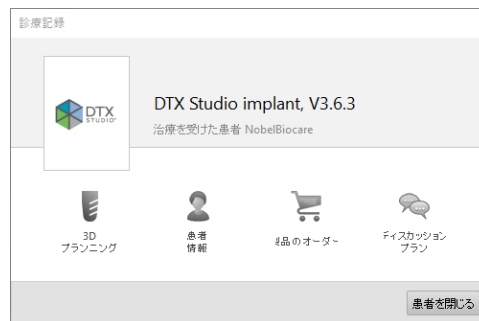 診療記録
DTX
STUDIO
DTX Studio implant, V3.6.3
治療を受けた患者 NobelBiocare
3D
プランニング
患者
情報
品のオーダー
ディスカッション
プラン
患者を閉じる